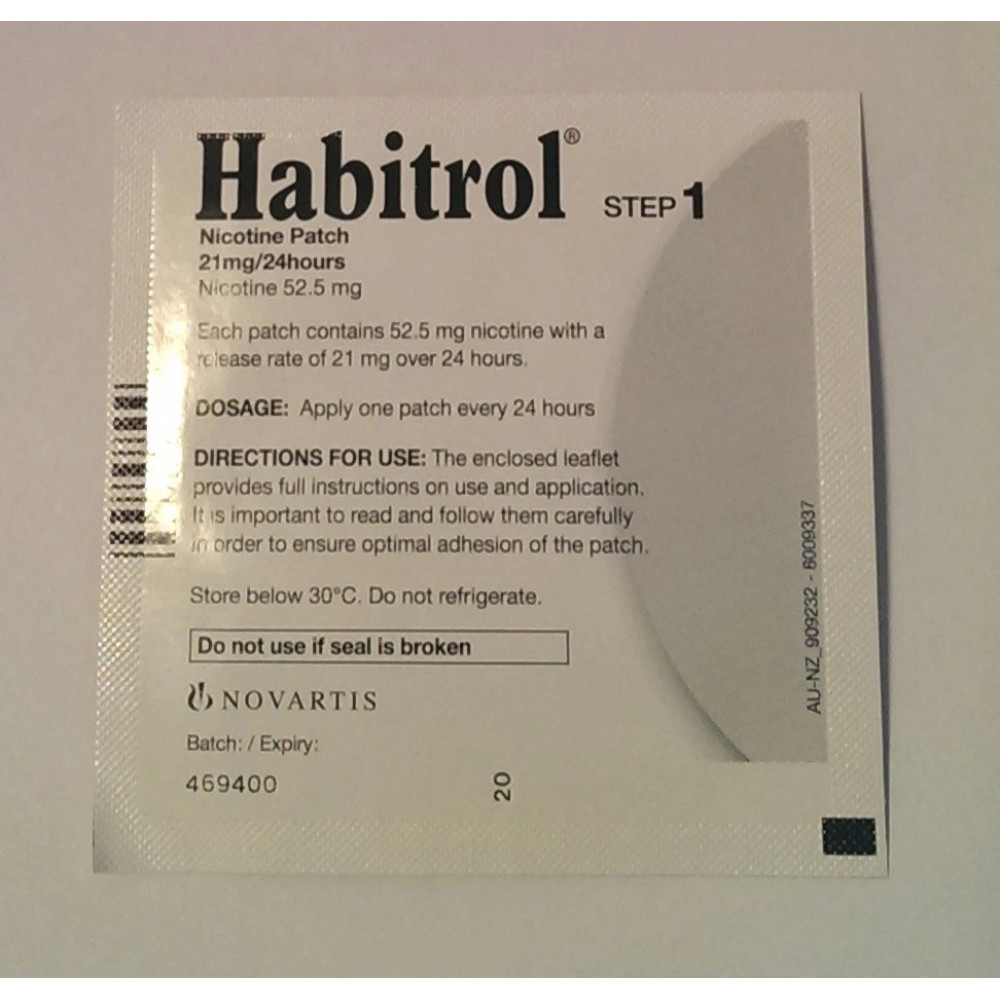 Habitrol® STEP 1
Nicotine Patch
21mg/24hours
Nicotine 52.5 mg
Each patch contains 52.5 mg nicotine with a
release rate of 21 mg over 24 hours.
DOSAGE: Apply one patch every 24 hours
DIRECTIONS FOR USE: The enclosed leaflet
provides full instructions on use and application.
It is important to read and follow them carefully
in order to ensure optimal adhesion of the patch.
Store below 30°C. Do not refrigerate.
Do not use if seal is broken
NOVARTIS
Batch: / Expiry:
469400
20
AU-NZ_909232 - 6009337